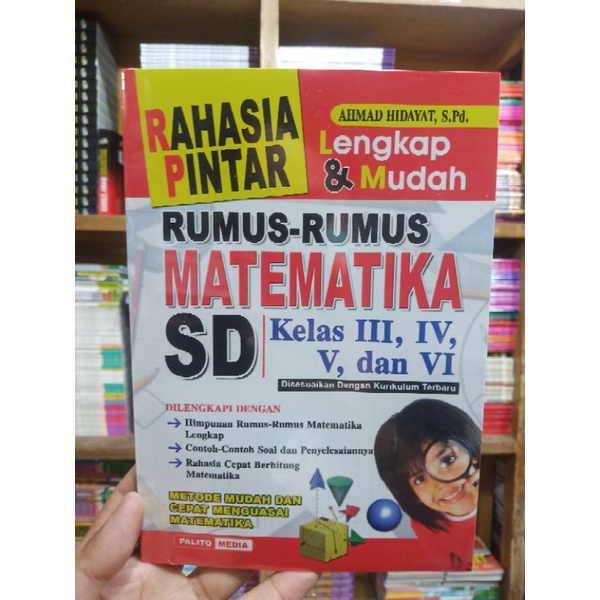 RAHASIA
PINTAR
AHMAD HIDAYAT, S.Pd.
Lengkap
& Mudah
RUMUS-RUMUS
MATEMATIKA
SD
Kelas III, IV,
V, dan VI
Disesuaikan Dengan Kurikulum Terbaru
DILENGKAPI DENGAN
→ Himpunan Rumus-Rumus Matematika
Lengkap
→ Contoh-Contoh Soal dan Penyelesaiannya
→ Rahasia Cepat Berhitung
Matematika
METODE MUDAH DAN
CEPAT MENGUASAI
MATEMATIKA
PALITO MEDIA